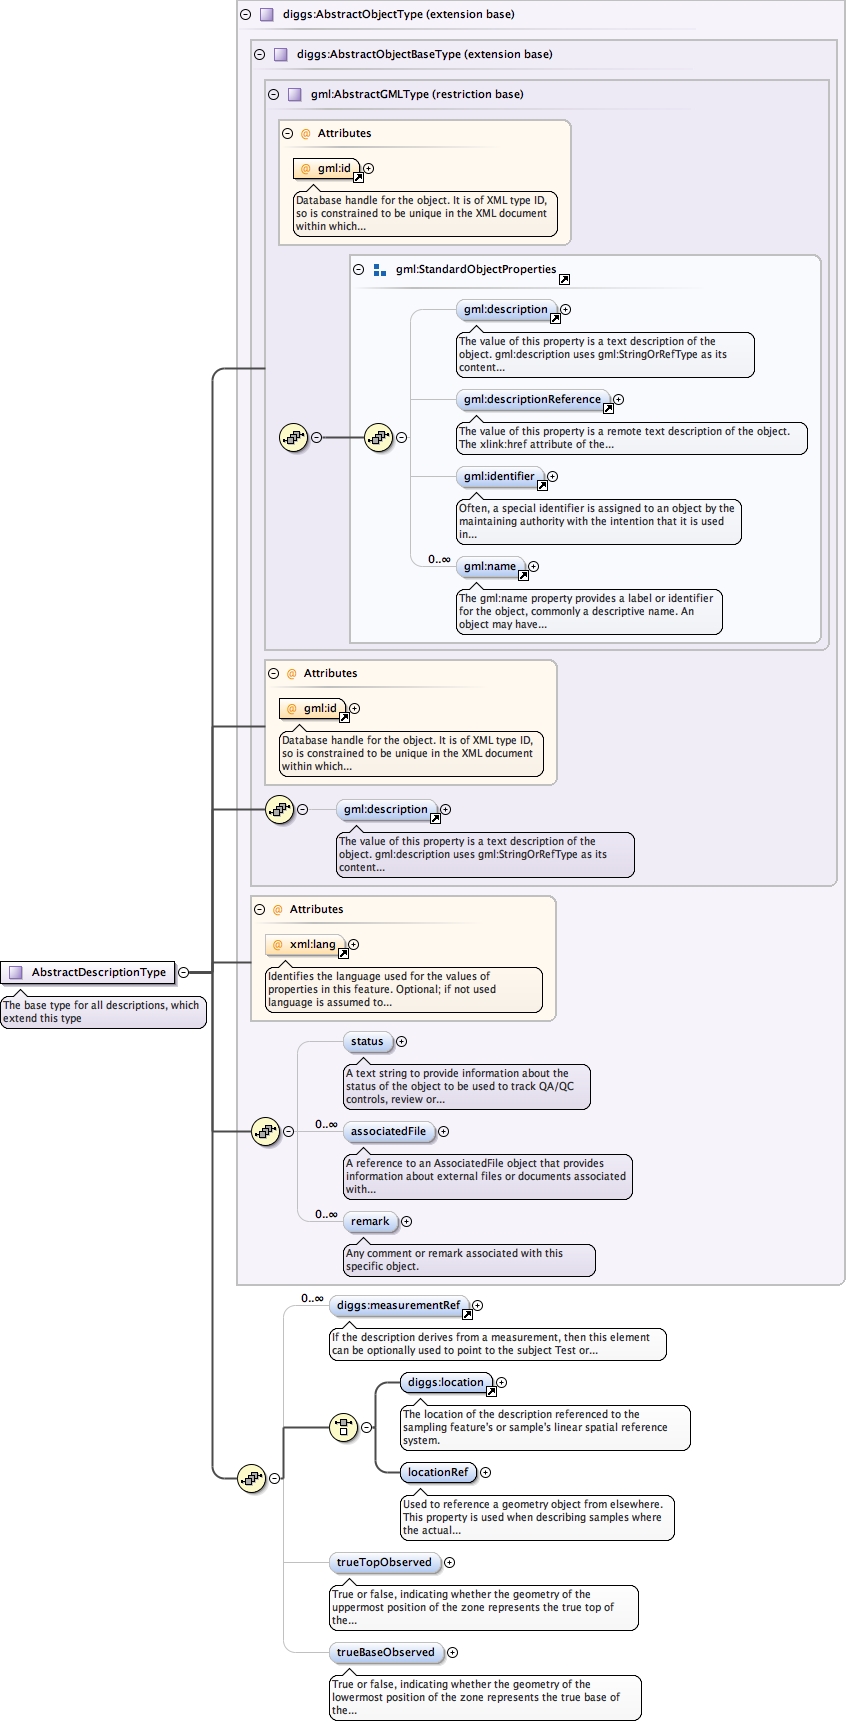 diggs:AbstractObjectType (extension base)
diggs:AbstractObjectBaseType (extension base)
gml:AbstractGMLType (restriction base)
@ Attributes
@ gml:id
Database handle for the object. It is of XML type ID,
so is constrained to be unique in the XML document
within which...
gml:StandardObjectProperties
gml:description
The value of this property is a text description of the
object. gml:description uses gml:StringOrRefType as its
content...
gml:descriptionReference
The value of this property is a remote text description of the object.
The xlink:href attribute of the...
gml:identifier
Often, a special identifier is assigned to an object by the
maintaining authority with the intention that it is used
in...
0..∞
gml:name
The gml:name property provides a label or identifier
for the object, commonly a descriptive name. An
object may have...
@ Attributes
@ gml:id
Database handle for the object. It is of XML type ID,
so is constrained to be unique in the XML document
within which...
gml:description
The value of this property is a text description of the
object. gml:description uses gml:StringOrRefType as its
content...
@ Attributes
@ xml:lang
Identifies the language used for the values of
properties in this feature. Optional; if not used
language is assumed to...
AbstractDescriptionType
The base type for all descriptions, which
extend this type
status
A text string to provide information about the
status of the object to be used to track QA/QC
controls, review or...
0..∞
associatedFile
A reference to an AssociatedFile object that provides
information about external files or documents associated
with...
0..∞
remark
Any comment or remark associated with this
specific object.
0..∞
diggs:measurementRef
If the description derives from a measurement, then this element
can be optionally used to point to the subject Test or...
diggs:location
The location of the description referenced to the
sampling feature's or sample's linear spatial reference
system.
locationRef
Used to reference a geometry object from elsewhere.
This property is used when describing samples where
the actual...
trueTopObserved
True or false, indicating whether the geometry of the
uppermost position of the zone represents the true top of
the...
trueBaseObserved
True or false, indicating whether the geometry of the
lowermost position of the zone represents the true base of
the...